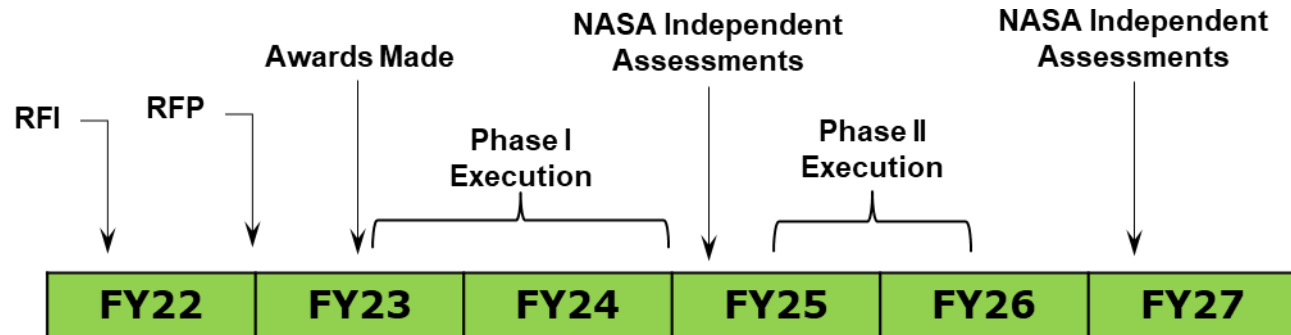 RFI
RFP
Awards Made
Phase I
Execution
NASA Independent
Assessments
Phase II
Execution
NASA Independent
Assessments
FY22
FY23
FY24
FY25
FY26
FY27